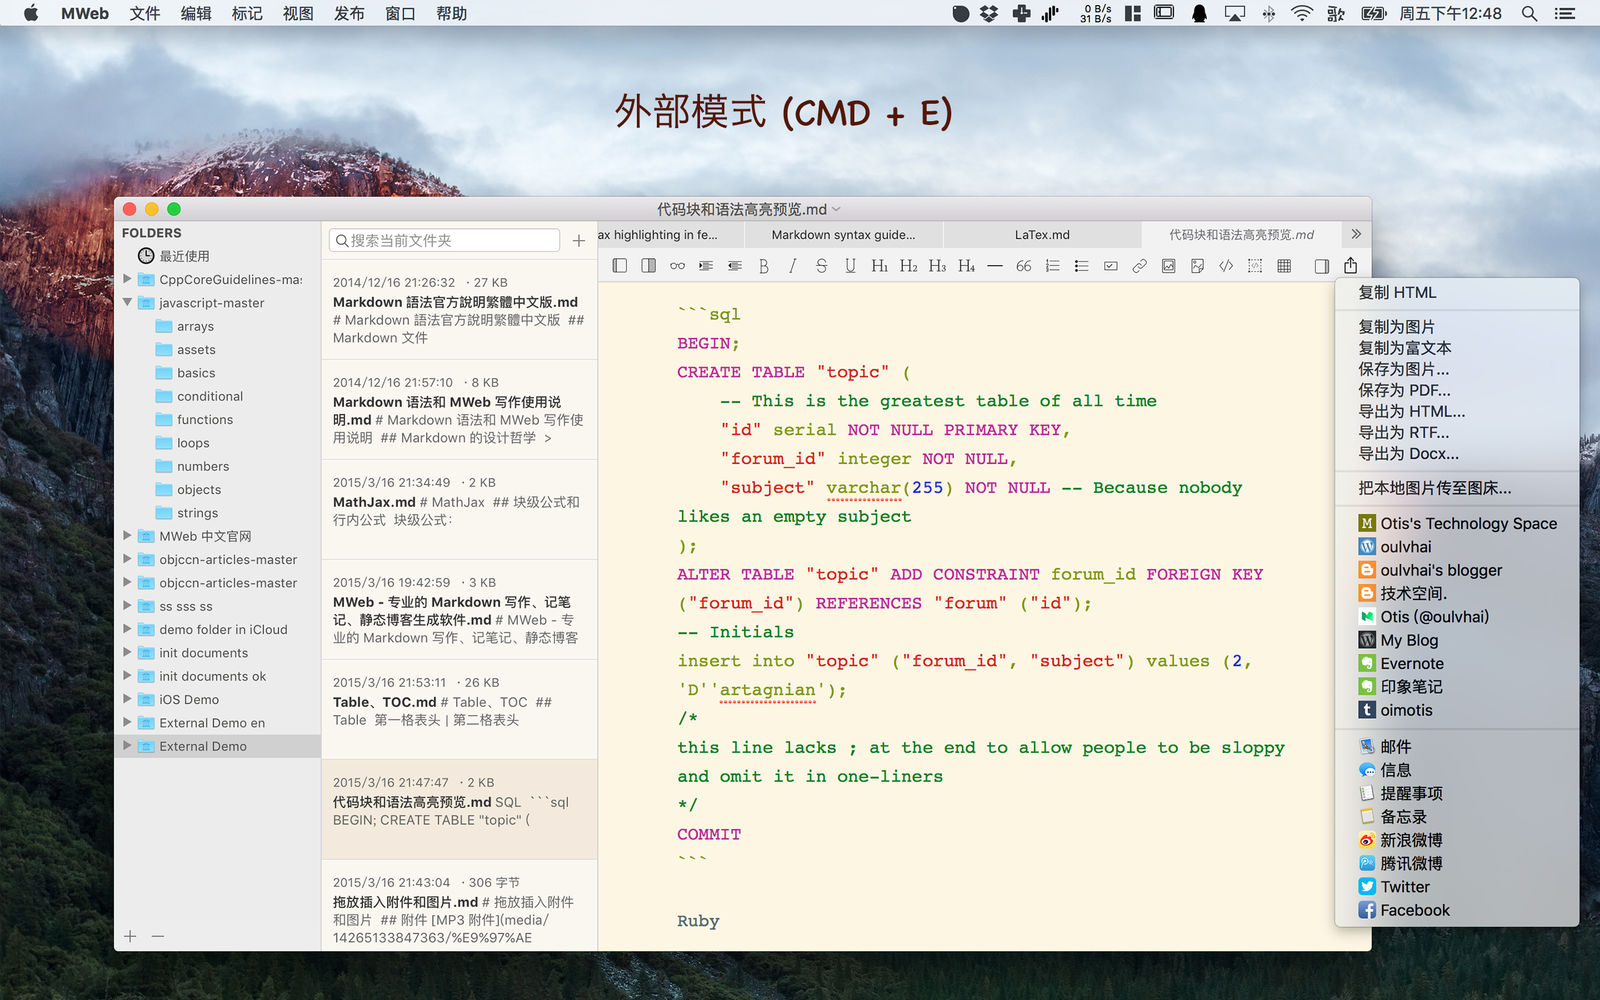 MWeb 文件 编辑 标记 视图 发布 窗口 帮助
0 B/s
31 B/s
周五下午12:48
外部模式 (CMD + E)
代码块和语法高亮预览.md
FOLDERS
最近使用
CppCoreGuidelines-mas
javascript-master
arrays
assets
basics
conditional
functions
loops
numbers
objects
strings
MWeb 中文官网
objccn-articles-master
objccn-articles-master
ss sss ss
demo folder in iCloud
init documents
init documents ok
iOS Demo
External Demo en
External Demo
搜索当前文件夹
2014/12/16 21:26:32 · 27 KB
Markdown 語法官方說明繁體中文版.md
# Markdown 語法官方說明繁體中文版 ##
Markdown 文件
2014/12/16 21:57:10 · 8 KB
Markdown 语法和 MWeb 写作使用说
明.md # Markdown 语法和 MWeb 写作使
用说明 ## Markdown 的设计哲学 >
2015/3/16 21:34:49 · 2 KB
MathJax.md # MathJax ## 块级公式和
行内公式 块级公式：
2015/3/16 19:42:59 · 3 KB
MWeb - 专业的 Markdown 写作、记笔
记、静态博客生成软件.md # MWeb - 专
业的 Markdown 写作、记笔记、静态博客
2015/3/16 21:53:11 · 26 KB
Table、TOC.md # Table、TOC ##
Table 第一格表头 | 第二格表头
2015/3/16 21:47:47 · 2 KB
代码块和语法高亮预览.md SQL ```sql
BEGIN; CREATE TABLE "topic" (
2015/3/16 21:43:04 · 306 字节
拖放插入附件和图片.md # 拖放插入附件
和图片 ## 附件 [MP3 附件](media/
14265133847363/%E9%97%AE
ax highlighting in fe... Markdown syntax guide... LaTex.md 代码块和语法高亮预览.md
B I S U H1 H2 H3 H4
```sql
BEGIN;
CREATE TABLE "topic" (
-- This is the greatest table of all time
"id" serial NOT NULL PRIMARY KEY,
"forum_id" integer NOT NULL,
"subject" varchar(255) NOT NULL -- Because nobody
likes an empty subject
);
ALTER TABLE "topic" ADD CONSTRAINT forum_id FOREIGN KEY
("forum_id") REFERENCES "forum" ("id");
-- Initials
insert into "topic" ("forum_id", "subject") values (2,
'D''artagnian');
/*
this line lacks ; at the end to allow people to be sloppy
and omit it in one-liners
*/
COMMIT
```
Ruby
复制 HTML
复制为图片
复制为富文本
保存为图片...
保存为 PDF...
导出为 HTML...
导出为 RTF...
导出为 Docx...
把本地图片传至图床...
Otis's Technology Space
oulvhai
oulvhai's blogger
技术空间.
Otis (@oulvhai)
My Blog
Evernote
印象笔记
oimotis
邮件
信息
提醒事项
备忘录
新浪微博
腾讯微博
Twitter
Facebook